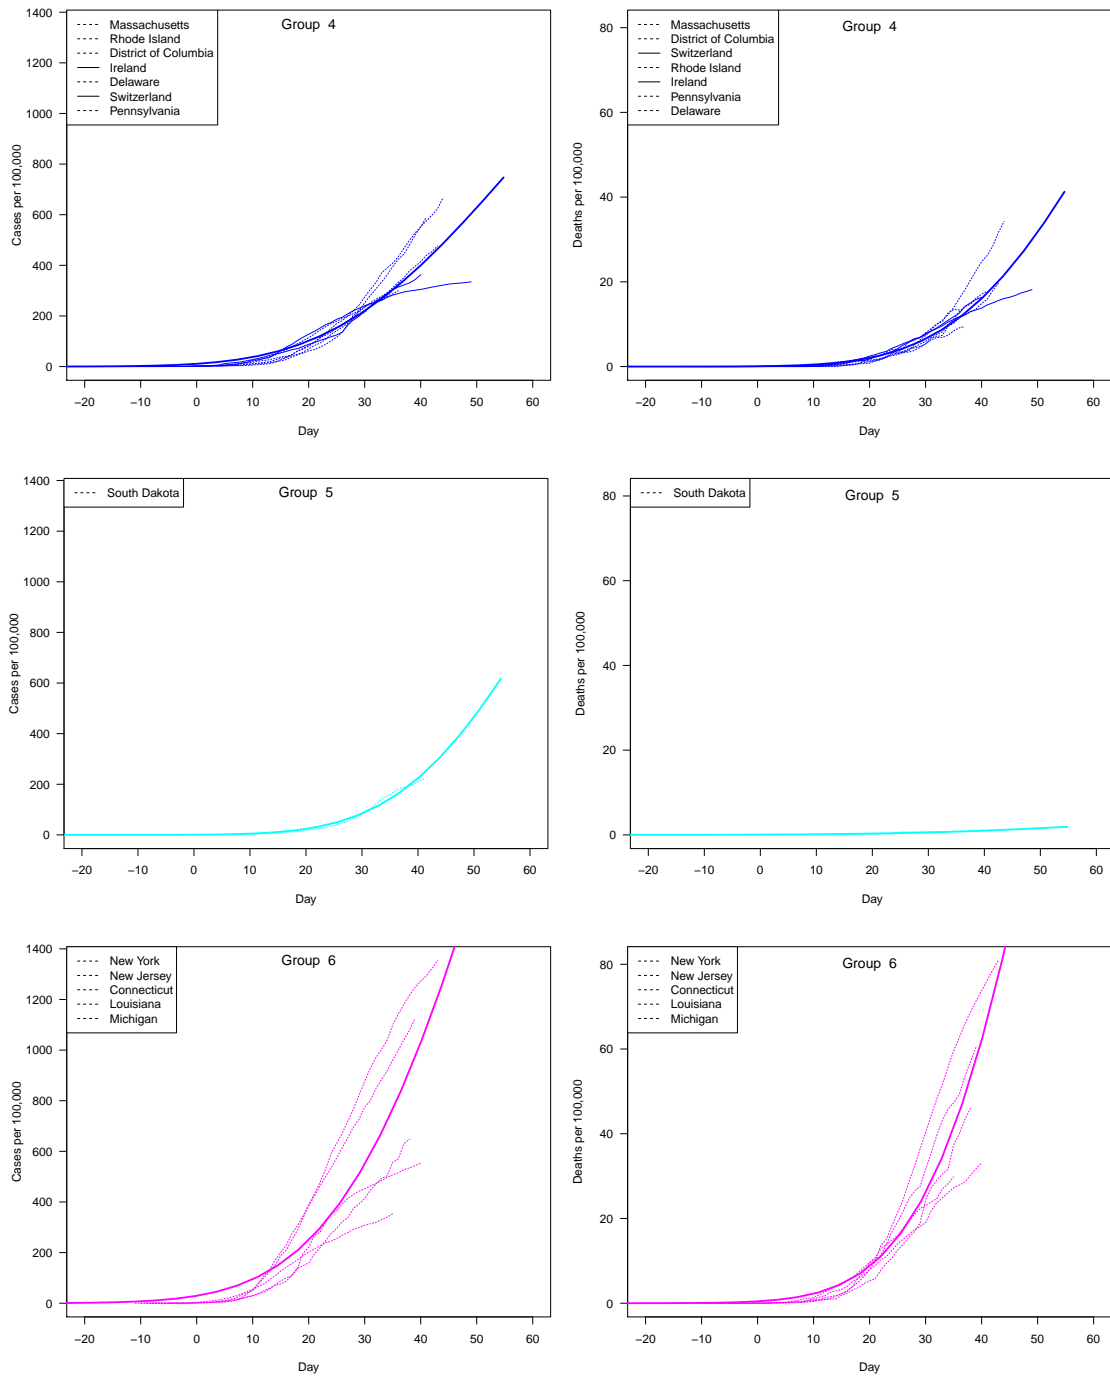 Group 4
Massachusetts
Rhode Island
District of Columbia
Ireland
Delaware
Switzerland
Pennsylvania
Cases per 100,000
1400
1200
1000
800
600
400
200
0
−20 −10 0 10 20 30 40 50 60
Day
Group 4
Massachusetts
District of Columbia
Switzerland
Rhode Island
Ireland
Pennsylvania
Delaware
Deaths per 100,000
80
60
40
20
0
−20 −10 0 10 20 30 40 50 60
Day
Group 5
South Dakota
Cases per 100,000
1400
1200
1000
800
600
400
200
0
−20 −10 0 10 20 30 40 50 60
Day
Group 5
South Dakota
Deaths per 100,000
80
60
40
20
0
−20 −10 0 10 20 30 40 50 60
Day
Group 6
New York
New Jersey
Connecticut
Louisiana
Michigan
Cases per 100,000
1400
1200
1000
800
600
400
200
0
−20 −10 0 10 20 30 40 50 60
Day
Group 6
New York
New Jersey
Connecticut
Louisiana
Michigan
Deaths per 100,000
80
60
40
20
0
−20 −10 0 10 20 30 40 50 60
Day